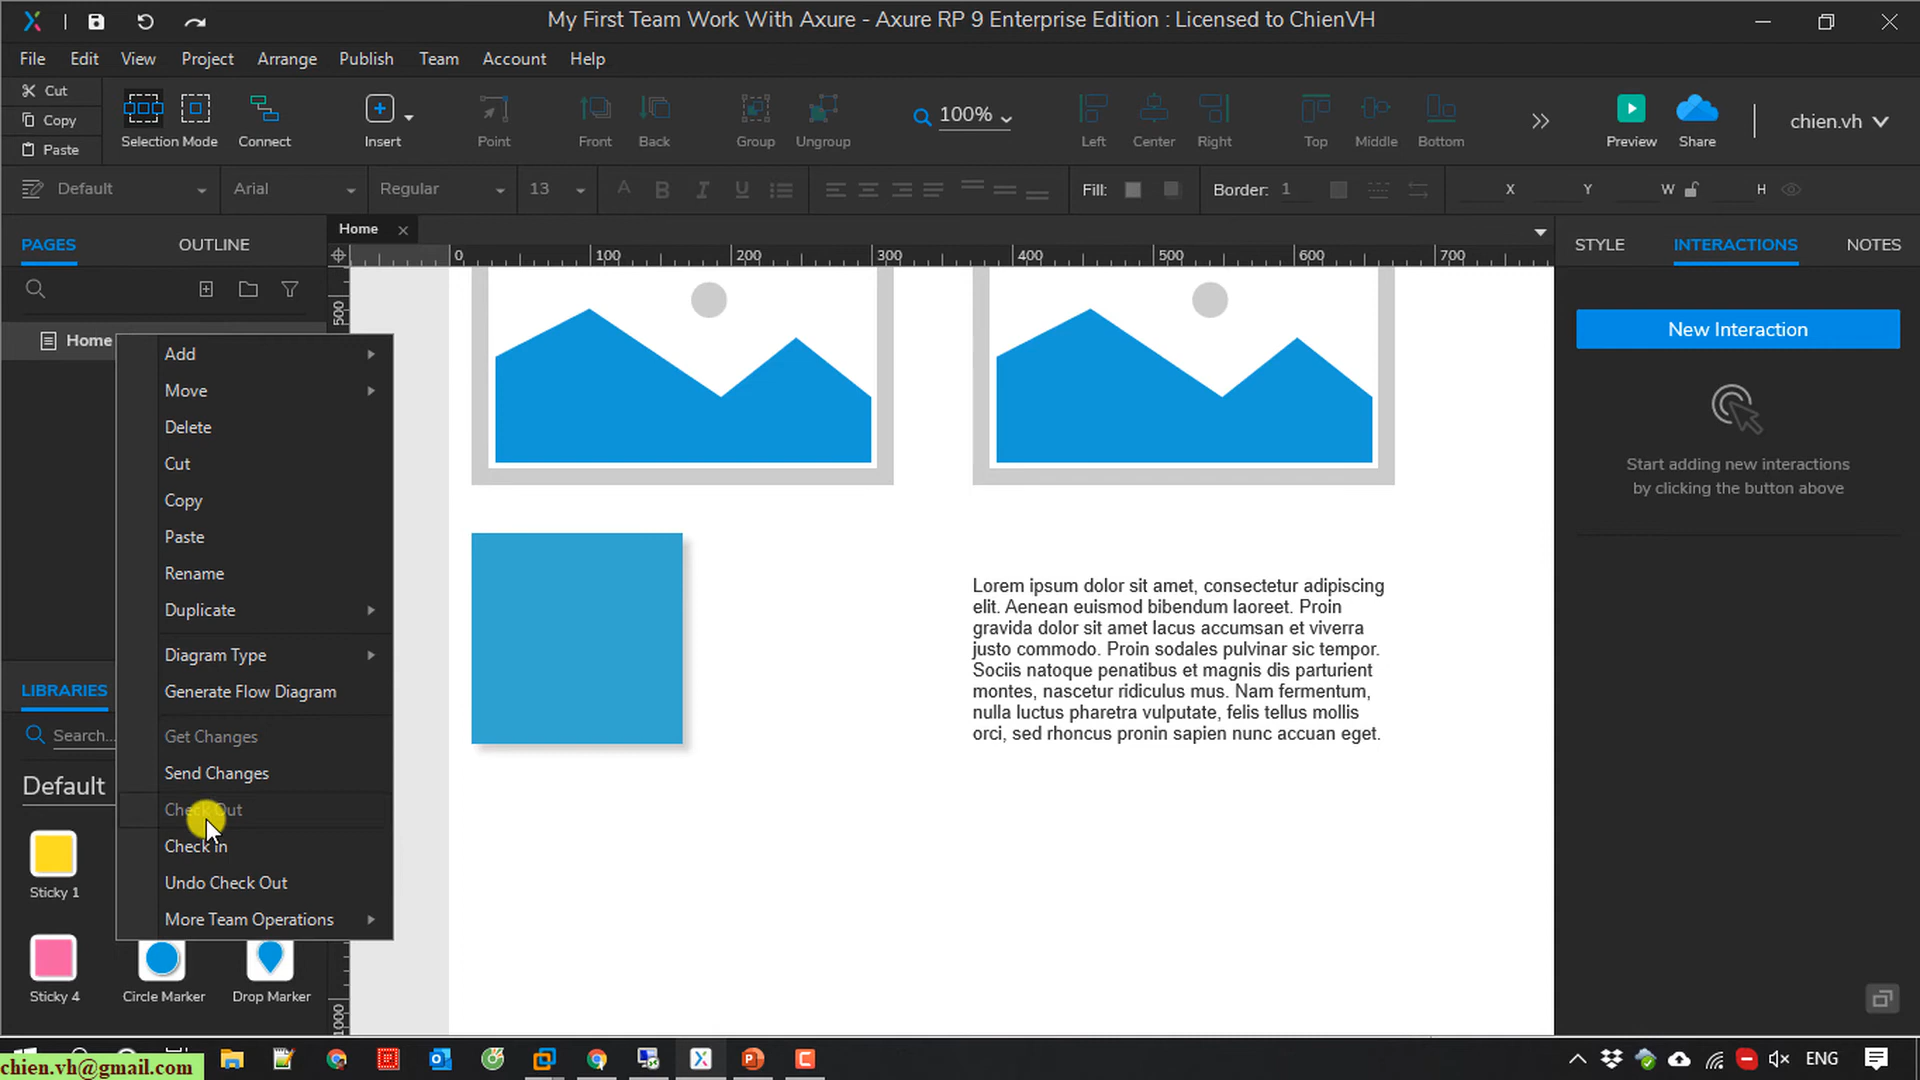 My First Team Work With Axure - Axure RP 9 Enterprise Edition : Licensed to ChienVH
File Edit View Project Arrange Publish Team Account Help
Cut
Copy
Paste
Selection Mode Connect Insert Point Front Back Group Ungroup 100% Left Center Right Top Middle Bottom Preview Share chien.vh
Default Arial Regular 13 Fill: Border: 1 X Y W H
PAGES OUTLINE
Home
STYLE INTERACTIONS NOTES
0 100 200 300 400 500 600 700
500
1000
Home
New Interaction
Start adding new interactions
by clicking the button above
Add
Move
Delete
Cut
Copy
Paste
Rename
Duplicate
Diagram Type
Generate Flow Diagram
Get Changes
Send Changes
Check Out
Check In
Undo Check Out
More Team Operations
LIBRARIES
Search...
Default
Sticky 1
Sticky 4 Circle Marker Drop Marker
Lorem ipsum dolor sit amet, consectetur adipiscing
elit. Aenean euismod bibendum laoreet. Proin
gravida dolor sit amet lacus accumsan et viverra
justo commodo. Proin sodales pulvinar sic tempor.
Sociis natoque penatibus et magnis dis parturient
montes, nascetur ridiculus mus. Nam fermentum,
nulla luctus pharetra vulputate, felis tellus mollis
orci, sed rhoncus pronin sapien nunc accuan eget.
chien.vh@gmail.com
ENG